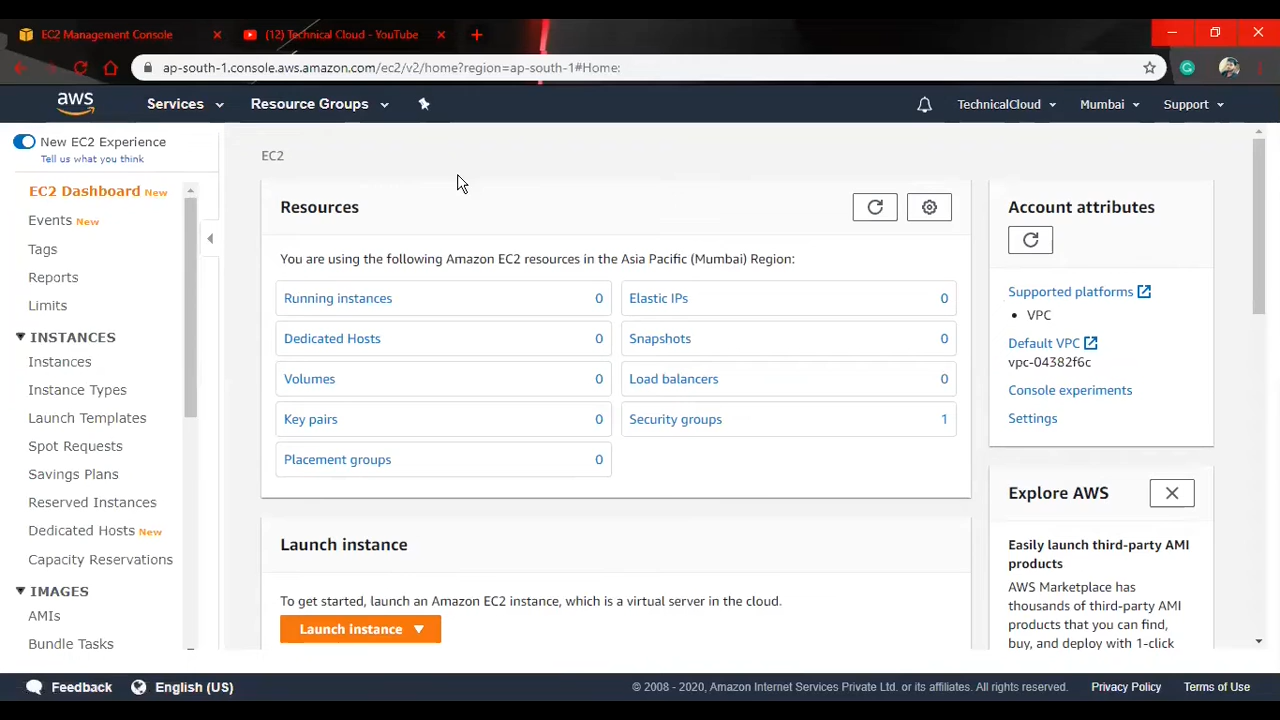 EC2 Management Console
(12) Technical Cloud - YouTube
ap-south-1.console.aws.amazon.com/ec2/v2/home?region=ap-south-1#Home:
aws
Services
Resource Groups
TechnicalCloud
Mumbai
Support
New EC2 Experience
Tell us what you think
EC2 Dashboard New
Events New
Tags
Reports
Limits
INSTANCES
Instances
Instance Types
Launch Templates
Spot Requests
Savings Plans
Reserved Instances
Dedicated Hosts New
Capacity Reservations
IMAGES
AMIs
Bundle Tasks
EC2
Resources
You are using the following Amazon EC2 resources in the Asia Pacific (Mumbai) Region:
Running instances 0
Elastic IPs 0
Dedicated Hosts 0
Snapshots 0
Volumes 0
Load balancers 0
Key pairs 0
Security groups 1
Placement groups 0
Launch instance
To get started, launch an Amazon EC2 instance, which is a virtual server in the cloud.
Launch instance
Account attributes
Supported platforms
• VPC
Default VPC
vpc-04382f6c
Console experiments
Settings
Explore AWS
Easily launch third-party AMI
products
AWS Marketplace has
thousands of third-party AMI
products that you can find,
buy, and deploy with 1-click
Feedback
English (US)
© 2008 - 2020, Amazon Internet Services Private Ltd. or its affiliates. All rights reserved.
Privacy Policy
Terms of Use